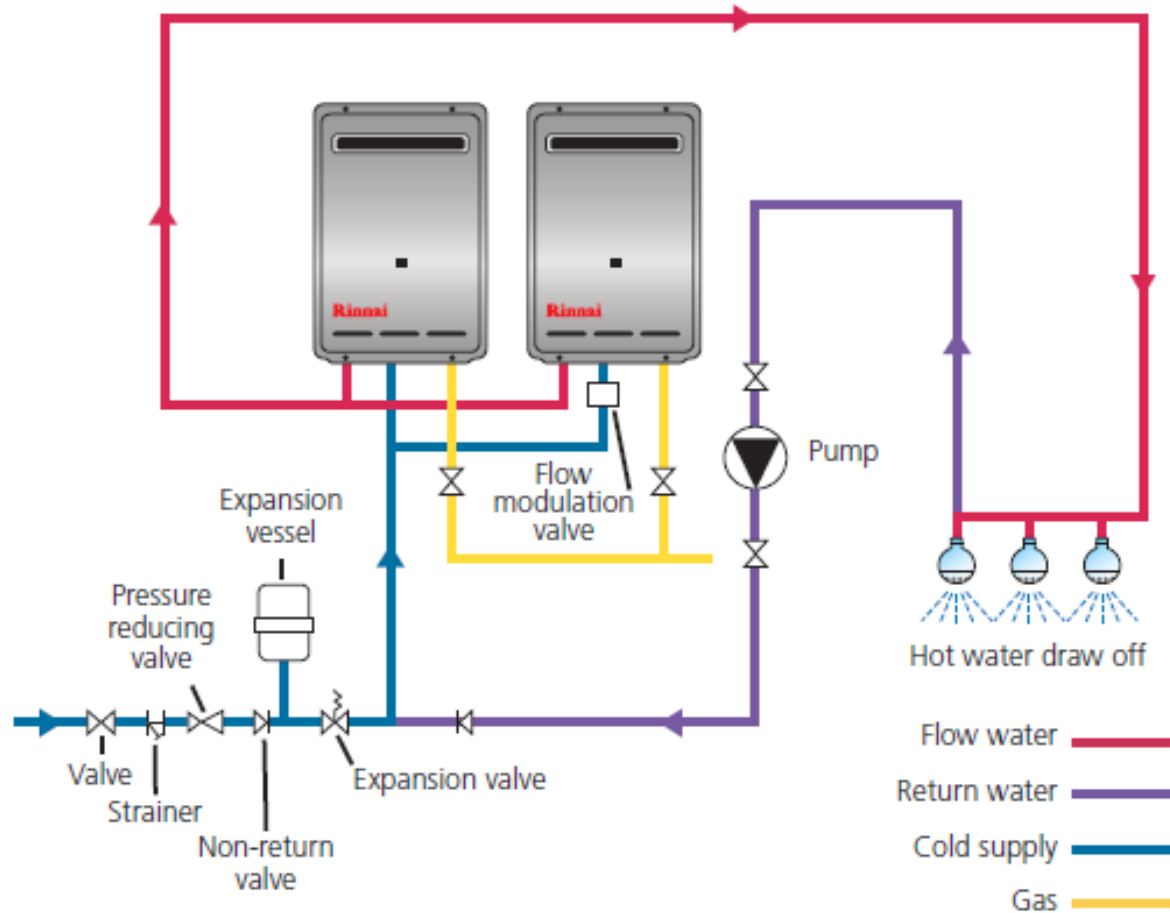 Rinnai
Rinnai
Flow
modulation
valve
Pump
Expansion
vessel
Pressure
reducing
valve
Hot water draw off
Valve
Strainer
Non-return
valve
Expansion valve
Flow water
Return water
Cold supply
Gas